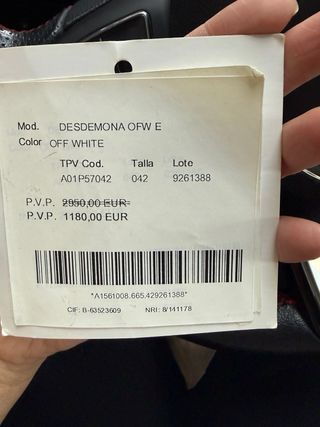 Mod. DESDEMONA OFW E
Color OFF WHITE
TPV Cod. Talla Lote
A01P57042 042 9261388
P.V.P. 2950,00 EUR
P.V.P. 1180,00 EUR
*A1561008.665.429261388*
CIF: B-63523609 NRI: 8/141178